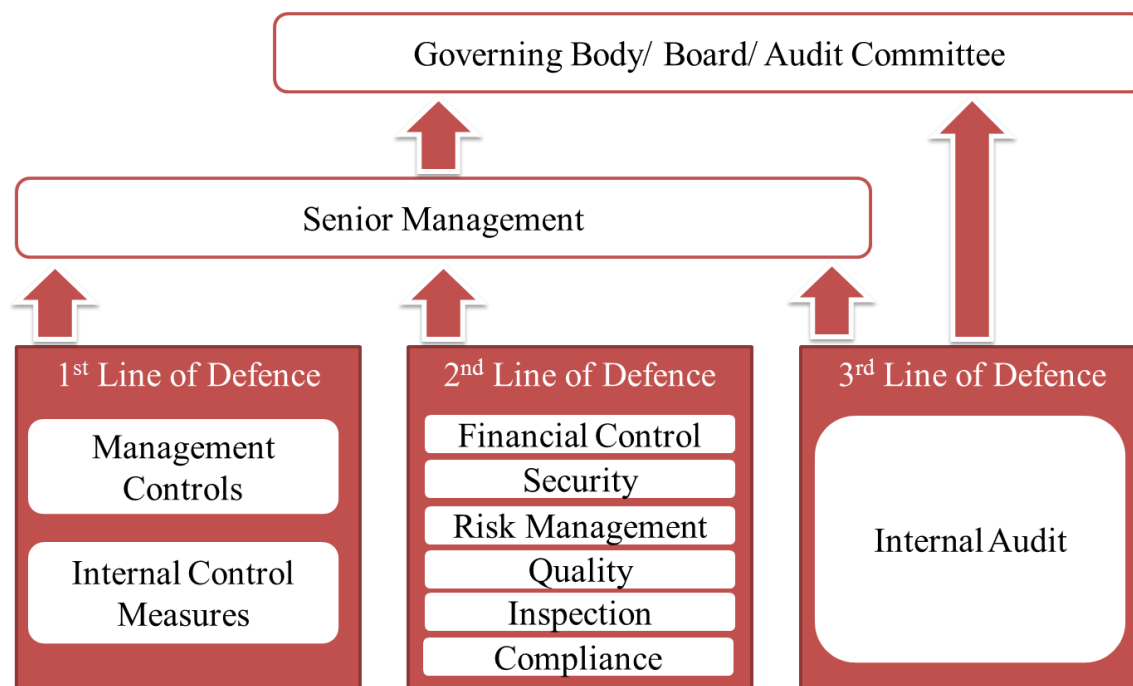 Governing Body/ Board/ Audit Committee
Senior Management
1st Line of Defence
Management
Controls
Internal Control
Measures
2nd Line of Defence
Financial Control
Security
Risk Management
Quality
Inspection
Compliance
3rd Line of Defence
Internal Audit